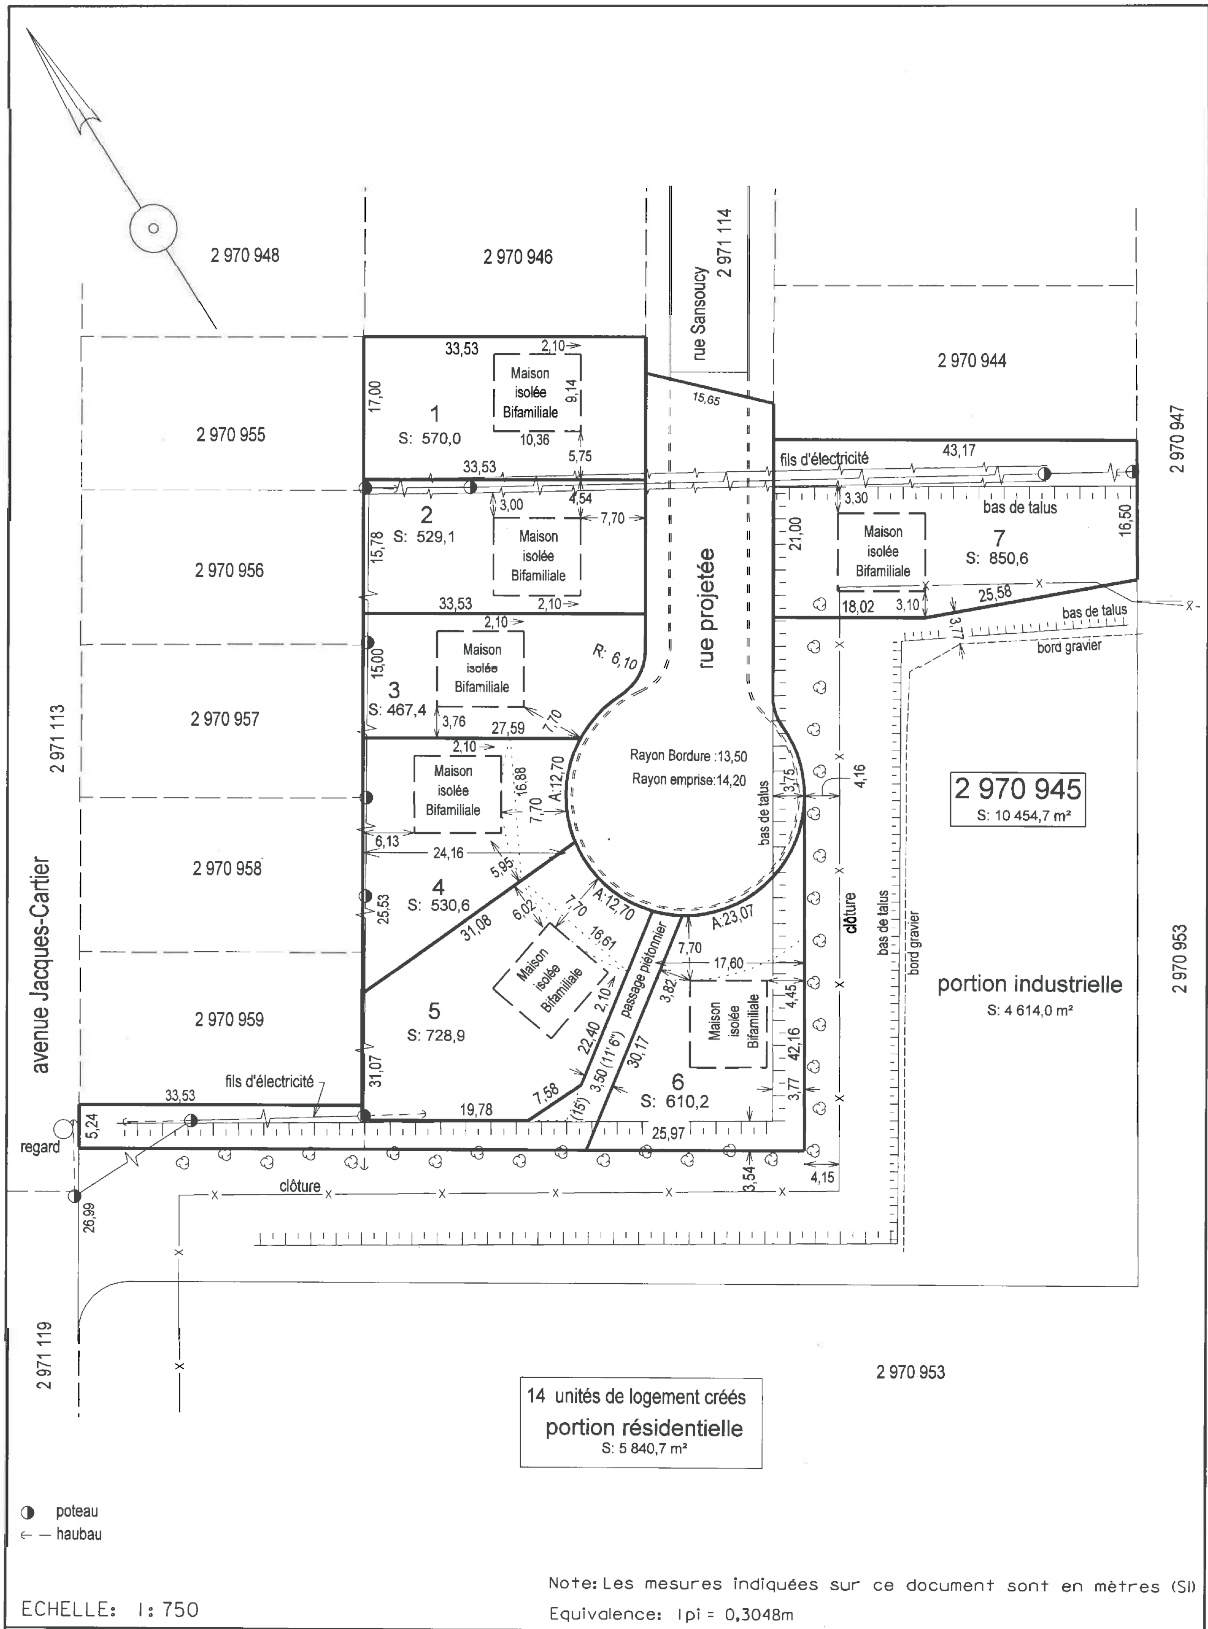 2 970 948
2 970 946
rue Sansoucy
2 971 114
2 970 944
2 970 947
33,53
2,10
Maison
isolée
Bifamiliale
9,14
17,00
1
S: 570,0
10,36
5,75
33,53
15,65
2 970 955
fils d'électricité
43,17
4,54
3,00
7,70
2
S: 529,1
15,78
Maison
isolée
Bifamiliale
2,10
33,53
2 970 956
3,30
bas de talus
21,00
Maison
isolée
Bifamiliale
7
S: 850,6
16,50
18,02
3,10
25,58
3,77
bas de talus
bord gravier
rue projetée
2,10
Maison
isolée
Bifamiliale
R: 6,10
15,00
3
S: 467,4
3,76
27,59
7,70
2 970 957
2 971 113
2,10
Maison
isolée
Bifamiliale
16,88
A:12,70
7,70
Rayon Bordure :13,50
Rayon emprise:14,20
3,75
4,16
bas de talus
2 970 945
S: 10 454,7 m²
6,13
24,16
5,95
4
S: 530,6
25,53
31,08
2 970 958
avenue Jacques-Cartier
6,02
7,70
A:12,70
16,61
A:23,07
clôture
bas de talus
bord gravier
2 970 953
portion industrielle
S: 4 614,0 m²
7,70
17,60
passage piétonnier
3,82
2,10
Maison
isolée
Bifamiliale
Maison
isolée
Bifamiliale
4,45
42,16
3,77
2 970 959
5
S: 728,9
22,40
3,50 (11'6")
30,17
31,07
7,58
(15')
6
S: 610,2
fils d'électricité
33,53
19,78
25,97
5,24
regard
3,54
4,15
clôture
26,99
2 971 119
2 970 953
14 unités de logement créés
portion résidentielle
S: 5 840,7 m²
poteau
haubau
ECHELLE: 1: 750
Note: Les mesures indiquées sur ce document sont en mètres (SI)
Equivalence: 1pi = 0,3048m